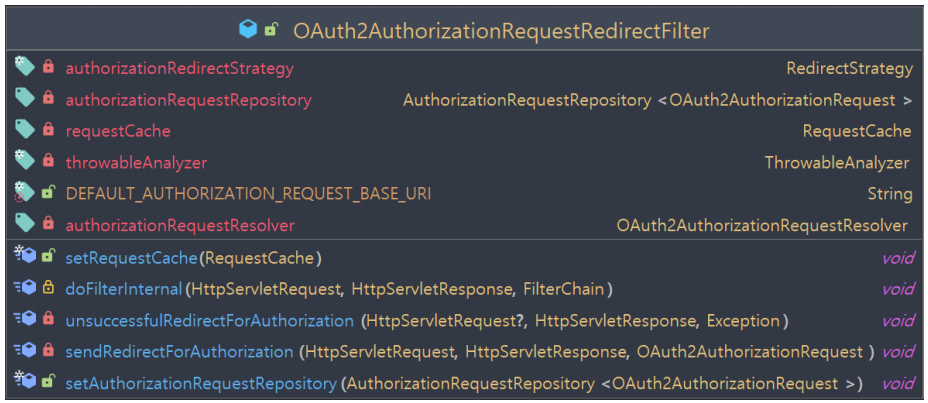 OAuth2AuthorizationRequestRedirectFilter
authorizationRedirectStrategy RedirectStrategy
authorizationRequestRepository AuthorizationRequestRepository <OAuth2AuthorizationRequest >
requestCache RequestCache
throwableAnalyzer ThrowableAnalyzer
DEFAULT_AUTHORIZATION_REQUEST_BASE_URI String
authorizationRequestResolver OAuth2AuthorizationRequestResolver
setRequestCache(RequestCache) void
doFilterInternal(HttpServletRequest, HttpServletResponse, FilterChain) void
unsuccessfulRedirectForAuthorization (HttpServletRequest?, HttpServletResponse, Exception) void
sendRedirectForAuthorization (HttpServletRequest, HttpServletResponse, OAuth2AuthorizationRequest ) void
setAuthorizationRequestRepository(AuthorizationRequestRepository <OAuth2AuthorizationRequest >) void